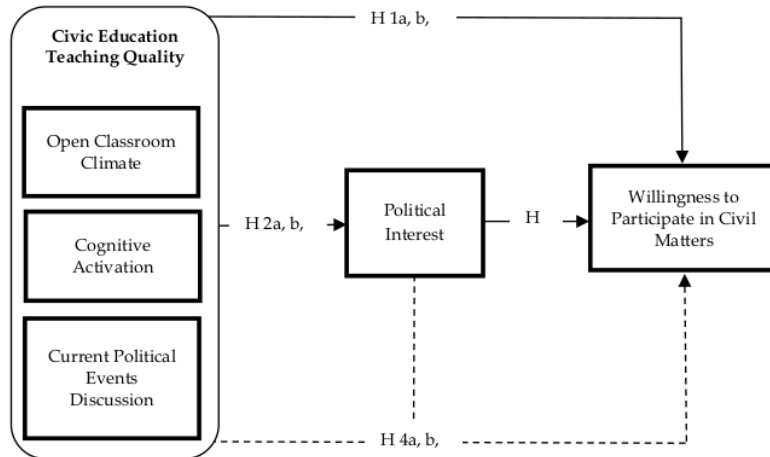 Civic Education
Teaching Quality
Open Classroom
Climate
Cognitive
Activation
Current Political
Events
Discussion
H 1a, b,
H 2a, b,
Political
Interest
H
Willingness to
Participate in Civil
Matters
H 4a, b,